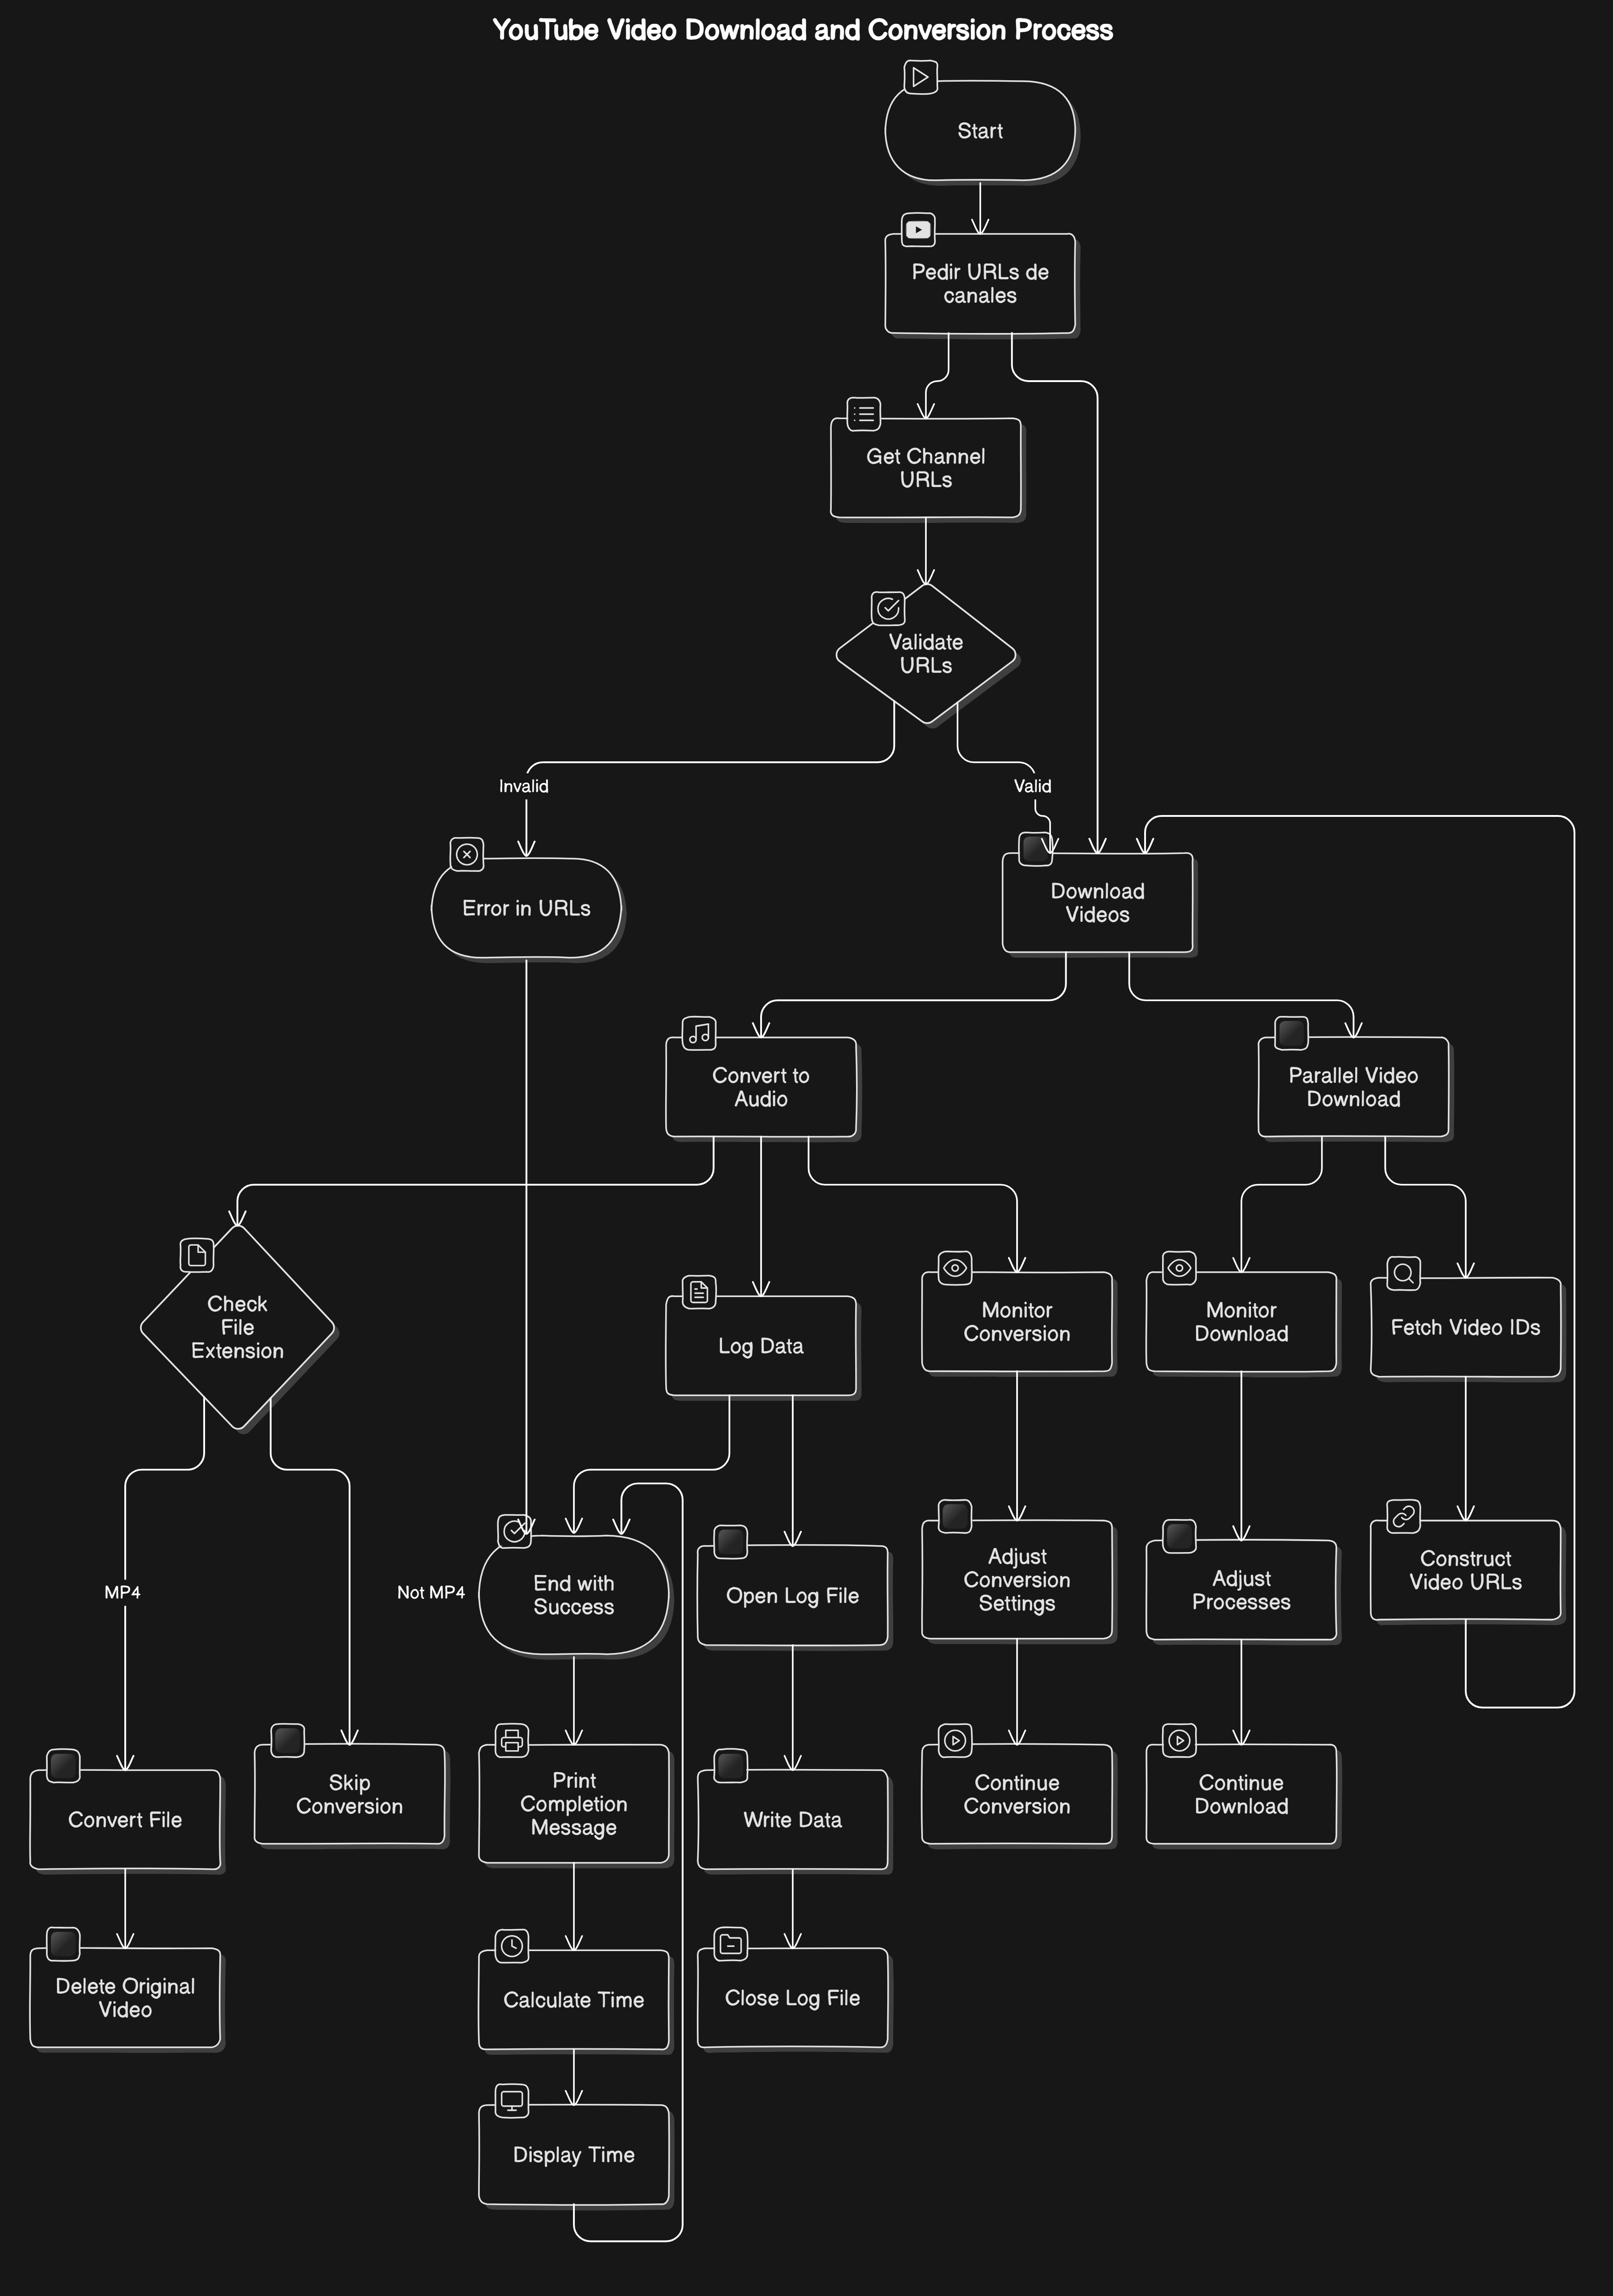 YouTube Video Download and Conversion Process
Start
Pedir URLs de
canales
Get Channel
URLs
Validate
URLs
Invalid
Valid
Error in URLs
Download
Videos
Convert to
Audio
Parallel Video
Download
Check
File
Extension
Log Data
Monitor
Conversion
Monitor
Download
Fetch Video IDs
MP4
Not MP4
End with
Success
Open Log File
Adjust
Conversion
Settings
Adjust
Processes
Construct
Video URLs
Convert File
Skip
Conversion
Print
Completion
Message
Write Data
Continue
Conversion
Continue
Download
Delete Original
Video
Calculate Time
Close Log File
Display Time